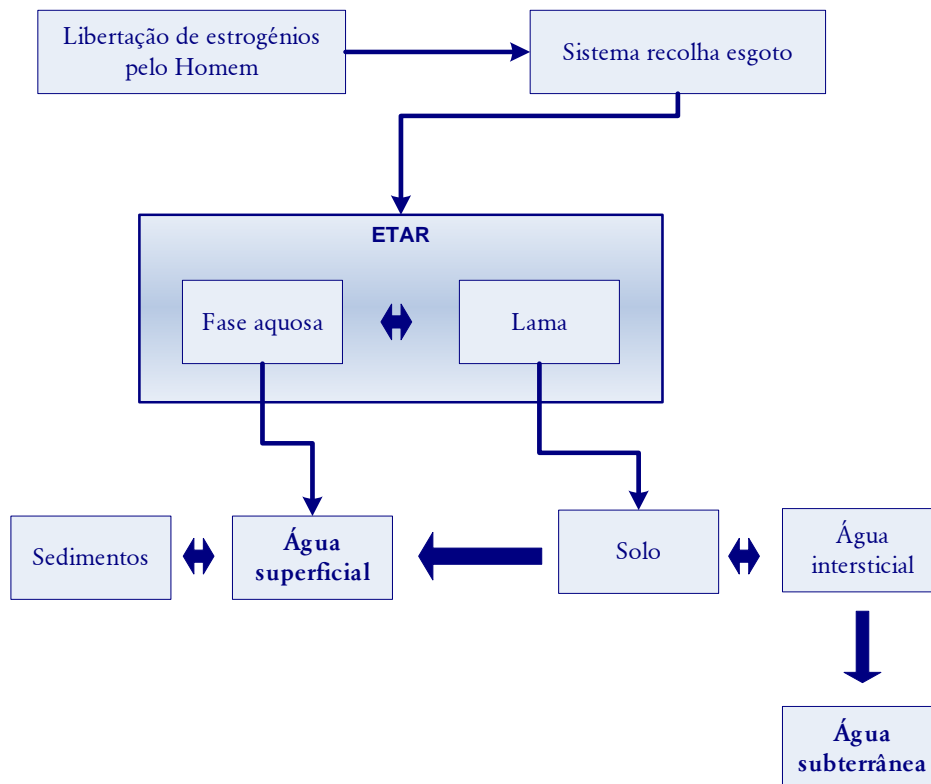 Libertação de estrogénios
pelo Homem
Sistema recolha esgoto
ETAR
Fase aquosa
Lama
Sedimentos
Água
superficial
Solo
Água
intersticial
Água
subterrânea